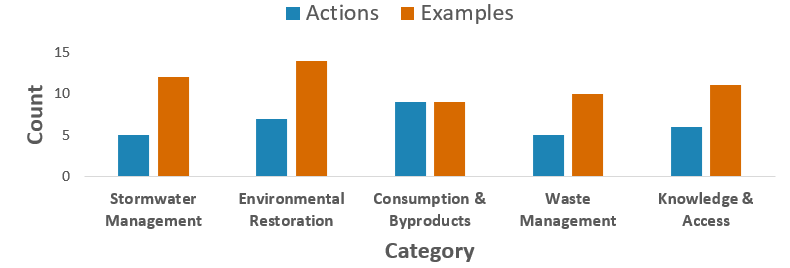 Actions Examples
15
10
5
0
Count
Stormwater Management
Environmental Restoration
Consumption & Byproducts
Waste Management
Knowledge & Access
Category